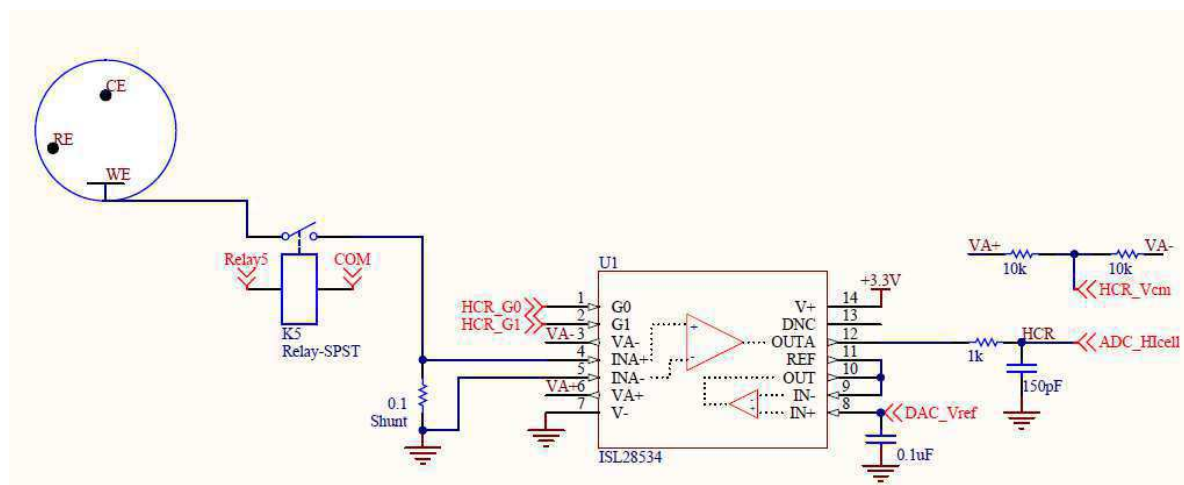 CE
RE
WE
Relay5
COM
K5
Relay-SPST
0.1
Shunt
HCR_G0
HCR_G1
VA-
VA+
U1
1
2
3
4
5
6
7
G0
G1
VA-
INA+
INA-
VA+
V-
V+
DNC
OUTA
REF
OUT
IN-
IN+
14
13
12
11
10
9
8
+
-
-
+
ISL28534
+3.3V
1k
HCR
ADC_HIcell
150pF
DAC_Vref
0.1uF
VA+
10k
10k
VA-
HCR_Vcm